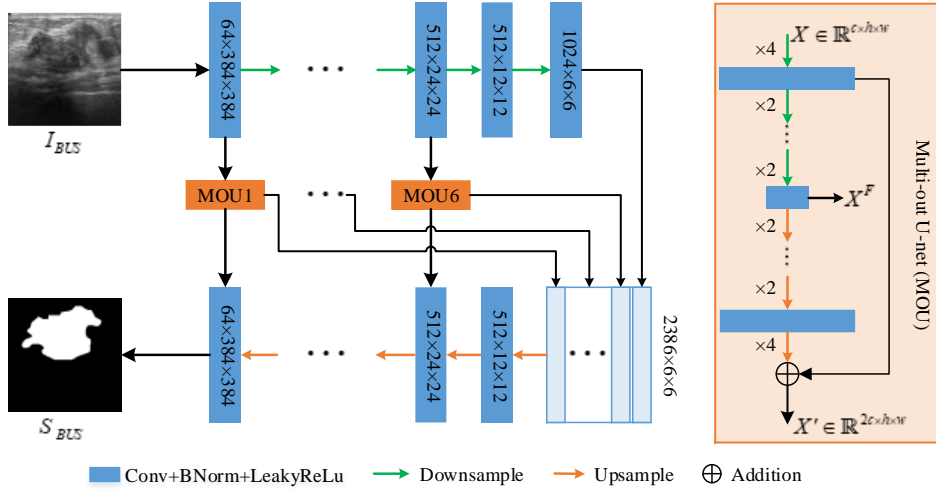 I_BUS
64×384×384
• • •
512×24×24
512×12×12
1024×6×6
MOU1
• • •
MOU6
S_BUS
64×384×384
• • •
512×24×24
512×12×12
• • •
2386×6×6
X ∈ ℝ^{c×h×w}
×4
×2
×2
X^F
×2
×2
×4
X' ∈ ℝ^{2c×h×w}
Multi-out U-net (MOU)
Conv+BNorm+LeakyReLu
Downsample
Upsample
Addition